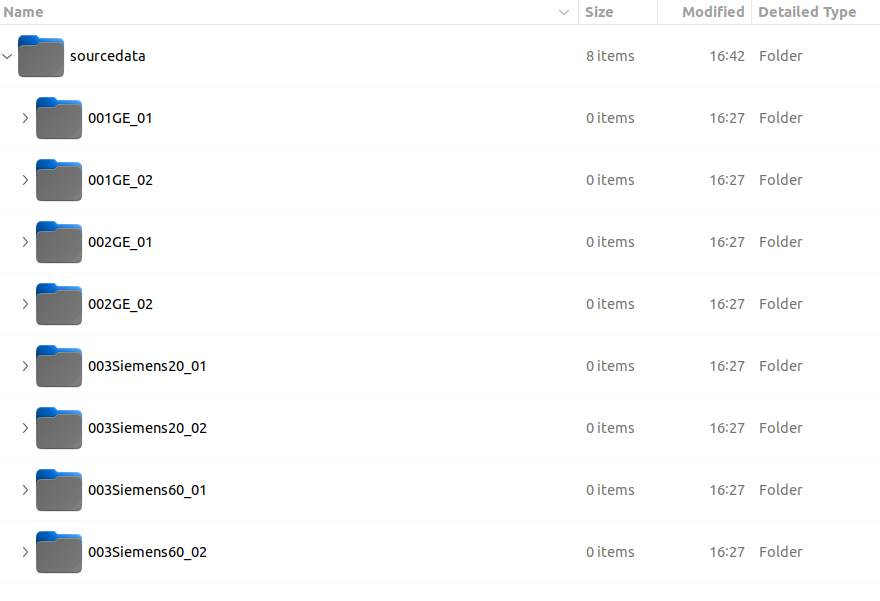 Name Size Modified Detailed Type
sourcedata 8 items 16:42 Folder
001GE_01 0 items 16:27 Folder
001GE_02 0 items 16:27 Folder
002GE_01 0 items 16:27 Folder
002GE_02 0 items 16:27 Folder
003Siemens20_01 0 items 16:27 Folder
003Siemens20_02 0 items 16:27 Folder
003Siemens60_01 0 items 16:27 Folder
003Siemens60_02 0 items 16:27 Folder